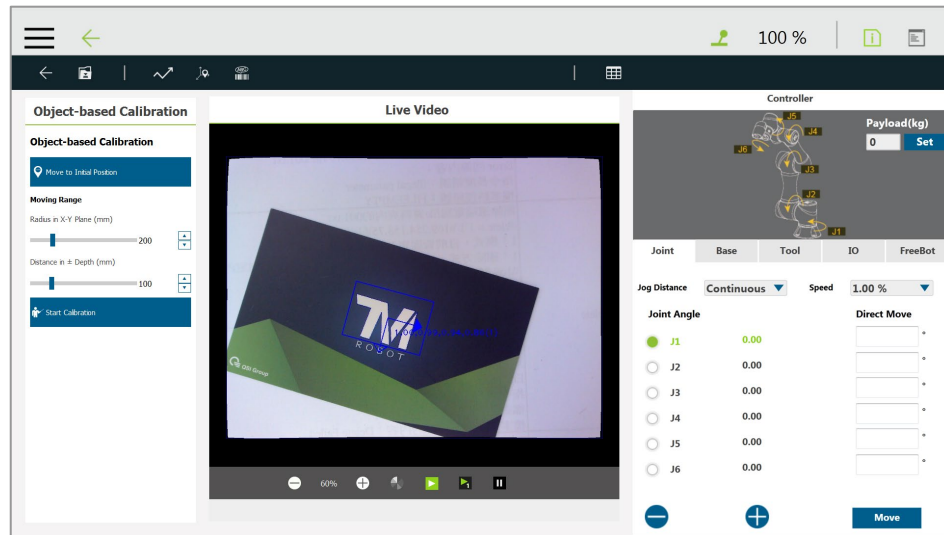 100 %
Object-based Calibration
Object-based Calibration
Move to Initial Position
Moving Range
Radius in X-Y Plane (mm)
200
Distance in ± Depth (mm)
100
Start Calibration
Live Video
TM
ROBOT
QSI Group
60%
Controller
J5
J4
J6
J3
J2
J1
Payload(kg)
0 Set
Joint Base Tool IO FreeBot
Jog Distance Continuous Speed 1.00 %
Joint Angle Direct Move
J1 0.00 °
J2 0.00 °
J3 0.00 °
J4 0.00 °
J5 0.00 °
J6 0.00 °
Move